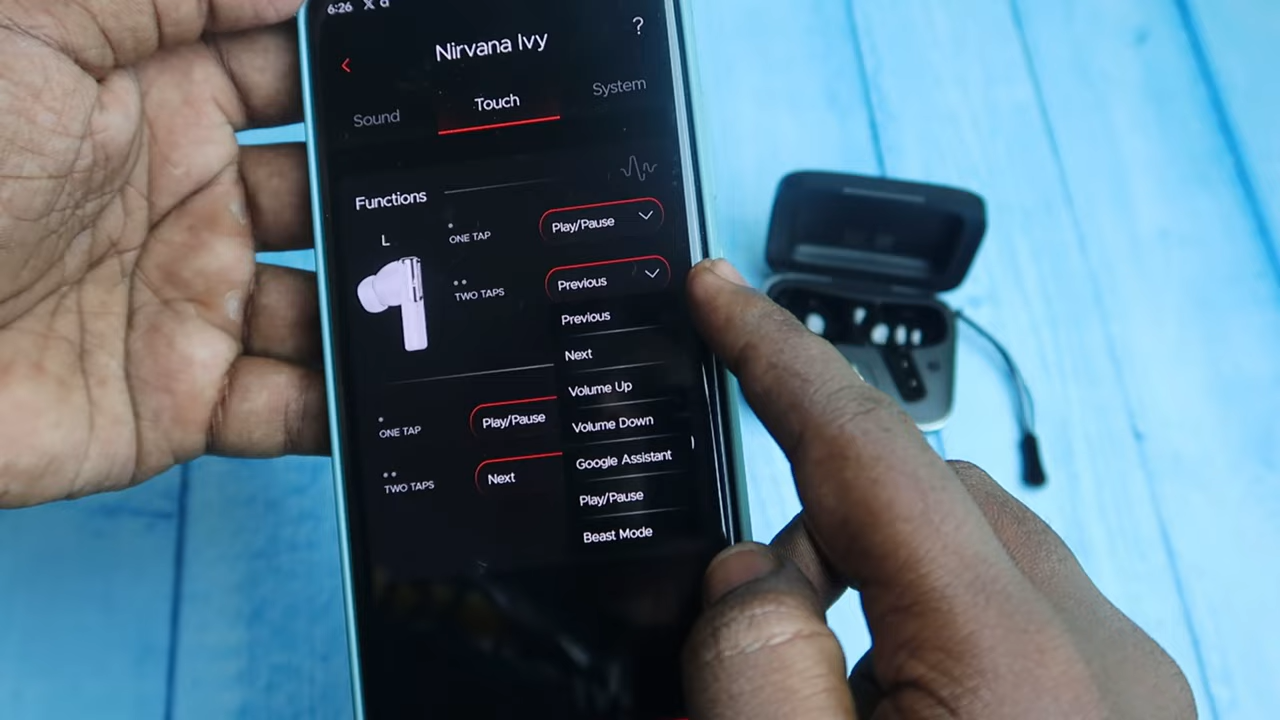 6:26
?
Nirvana Ivy
Sound
Touch
System
Functions
L
ONE TAP
Play/Pause
TWO TAPS
Previous
Previous
Next
Volume Up
Volume Down
Google Assistant
Play/Pause
Beast Mode
ONE TAP
Play/Pause
TWO TAPS
Next